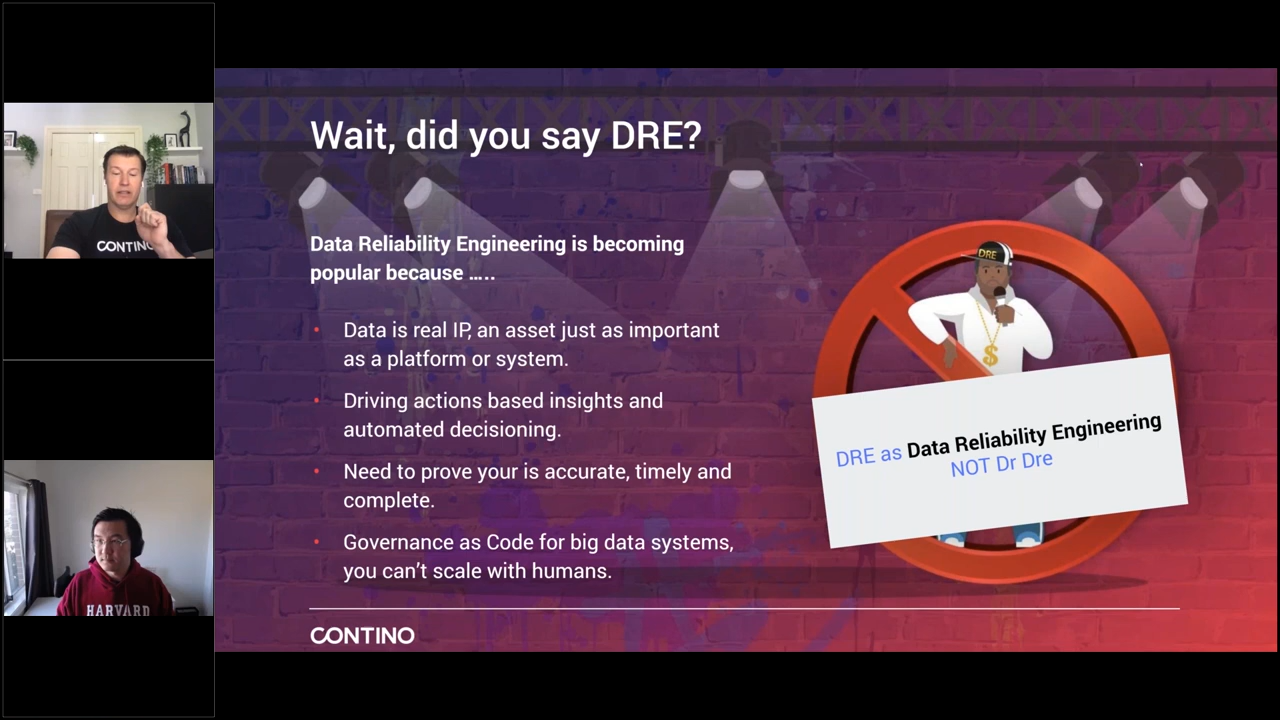 CONTINO
HARVARD
Wait, did you say DRE?
Data Reliability Engineering is becoming
popular because .....
Data is real IP, an asset just as important
as a platform or system.
Driving actions based insights and
automated decisioning.
Need to prove your is accurate, timely and
complete.
Governance as Code for big data systems,
you can’t scale with humans.
DRE
$
DRE as Data Reliability Engineering
NOT Dr Dre
CONTINO